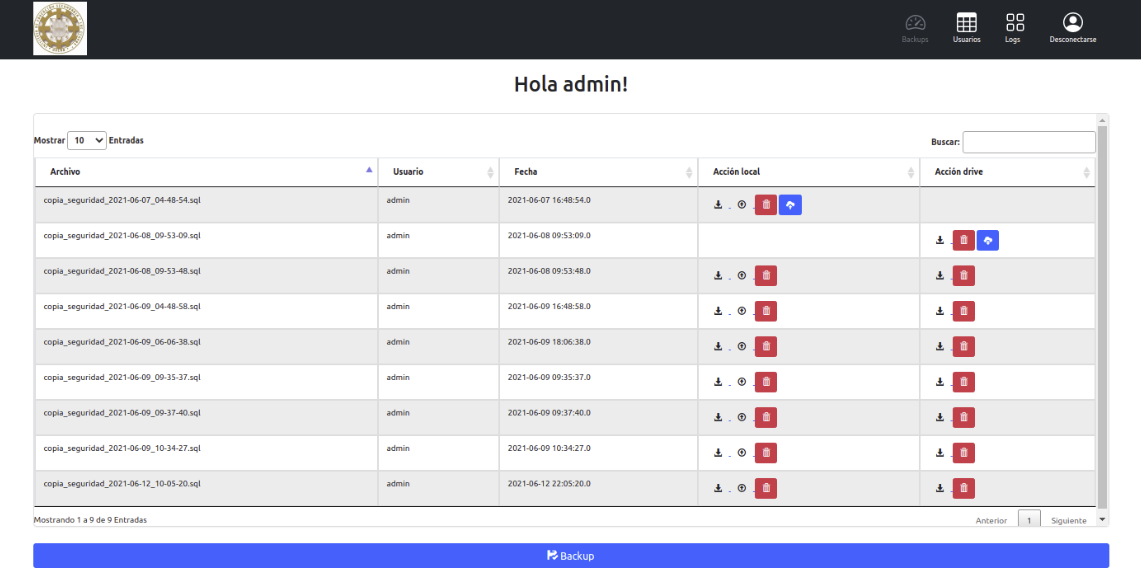 Backups Usuarios Logs Desconectarse
Hola admin!
Mostrar 10 Entradas Buscar:
Archivo Usuario Fecha Acción local Acción drive
copia_seguridad_2021-06-07_04-48-54.sql admin 2021-06-07 16:48:54.0
copia_seguridad_2021-06-08_09-53-09.sql admin 2021-06-08 09:53:09.0
copia_seguridad_2021-06-08_09-53-48.sql admin 2021-06-08 09:53:48.0
copia_seguridad_2021-06-09_04-48-58.sql admin 2021-06-09 16:48:58.0
copia_seguridad_2021-06-09_06-06-38.sql admin 2021-06-09 18:06:38.0
copia_seguridad_2021-06-09_09-35-37.sql admin 2021-06-09 09:35:37.0
copia_seguridad_2021-06-09_09-37-40.sql admin 2021-06-09 09:37:40.0
copia_seguridad_2021-06-09_10-34-27.sql admin 2021-06-09 10:34:27.0
copia_seguridad_2021-06-12_10-05-20.sql admin 2021-06-12 22:05:20.0
Mostrando 1 a 9 de 9 Entradas Anterior 1 Siguiente
Backup